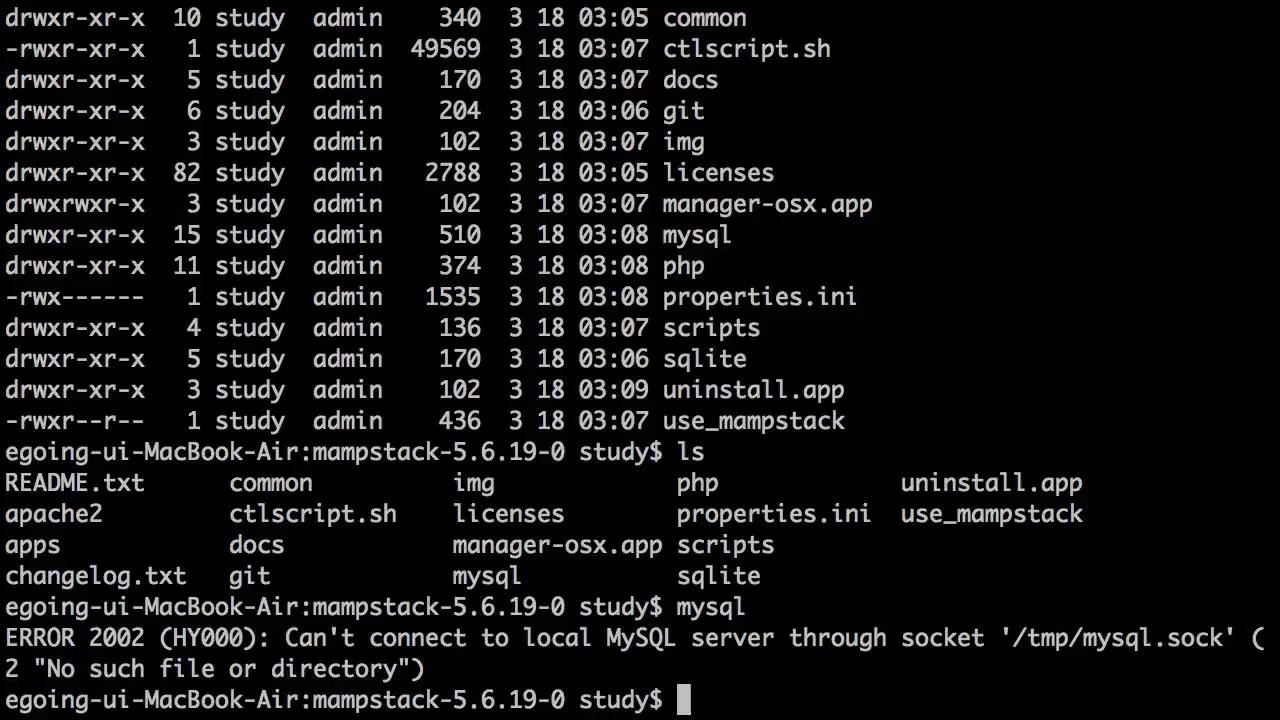 drwxr-xr-x  10 study  admin    340  3 18 03:05 common
-rwxr-xr-x   1 study  admin  49569  3 18 03:07 ctlscript.sh
drwxr-xr-x   5 study  admin    170  3 18 03:07 docs
drwxr-xr-x   6 study  admin    204  3 18 03:06 git
drwxr-xr-x   3 study  admin    102  3 18 03:07 img
drwxr-xr-x  82 study  admin   2788  3 18 03:05 licenses
drwxrwxr-x   3 study  admin    102  3 18 03:07 manager-osx.app
drwxr-xr-x  15 study  admin    510  3 18 03:08 mysql
drwxr-xr-x  11 study  admin    374  3 18 03:08 php
-rwx------   1 study  admin   1535  3 18 03:08 properties.ini
drwxr-xr-x   4 study  admin    136  3 18 03:07 scripts
drwxr-xr-x   5 study  admin    170  3 18 03:06 sqlite
drwxr-xr-x   3 study  admin    102  3 18 03:09 uninstall.app
-rwxr--r--   1 study  admin    436  3 18 03:07 use_mampstack
egoing-ui-MacBook-Air:mampstack-5.6.19-0 study$ ls
README.txt      common          img             php             uninstall.app
apache2         ctlscript.sh    licenses        properties.ini  use_mampstack
apps            docs            manager-osx.app scripts
changelog.txt   git             mysql           sqlite
egoing-ui-MacBook-Air:mampstack-5.6.19-0 study$ mysql
ERROR 2002 (HY000): Can't connect to local MySQL server through socket '/tmp/mysql.sock' (
2 "No such file or directory")
egoing-ui-MacBook-Air:mampstack-5.6.19-0 study$